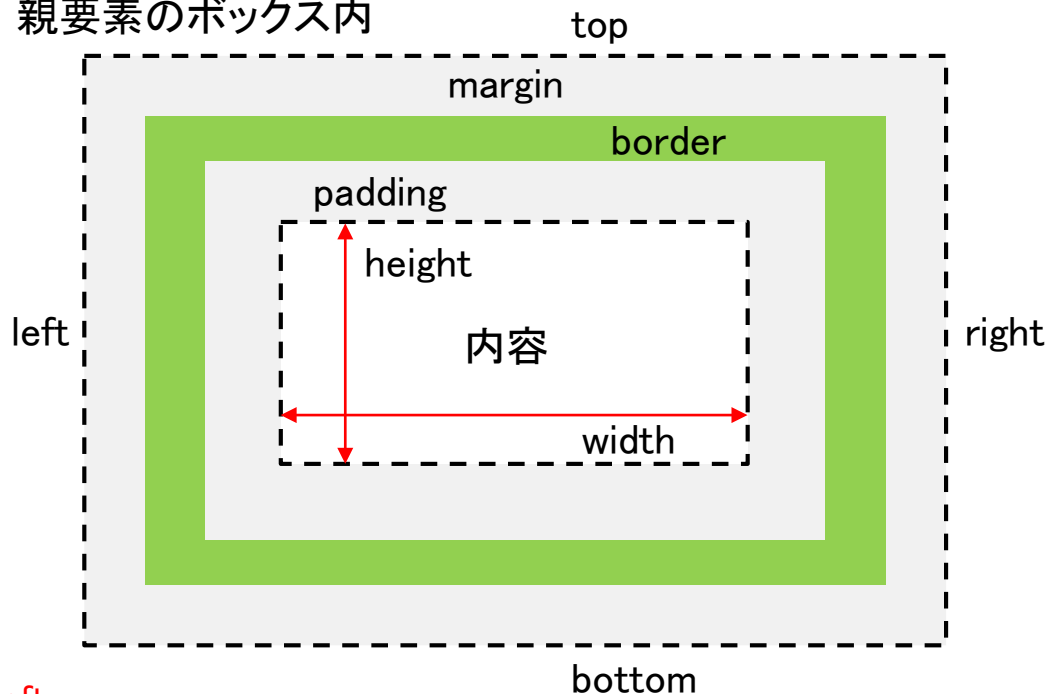 親要素のボックス内
top
margin
border
padding
height
left
right
内容
width
bottom